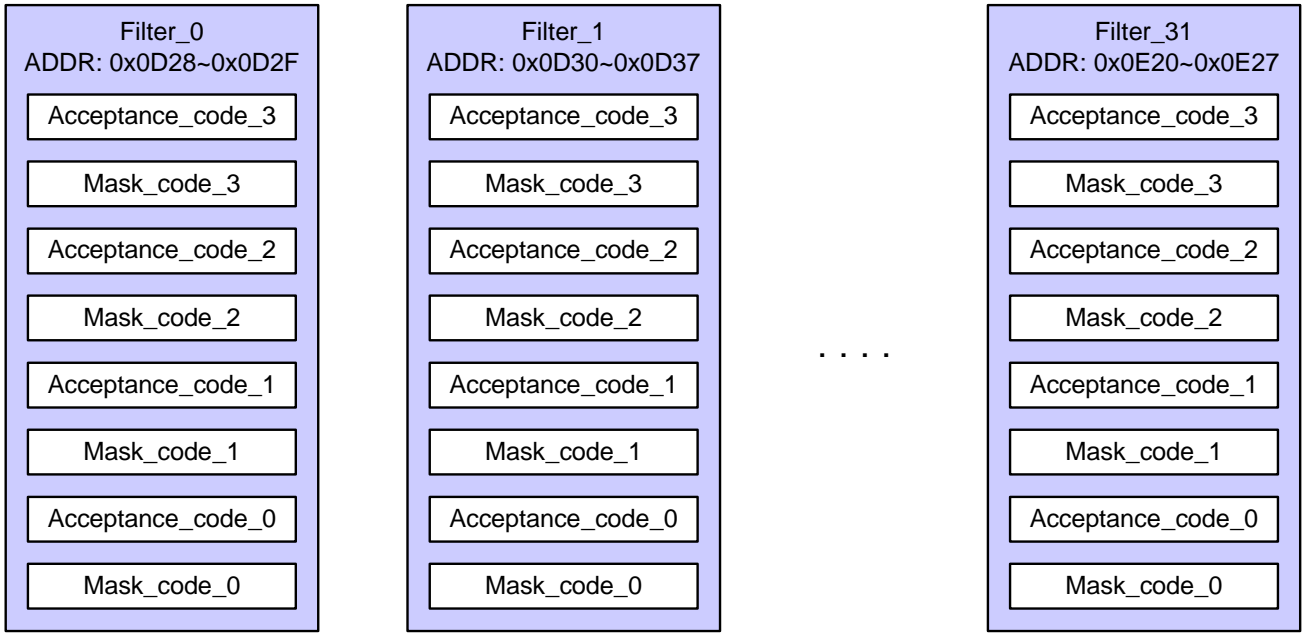 Filter_0
ADDR: 0x0D28~0x0D2F
Acceptance_code_3
Mask_code_3
Acceptance_code_2
Mask_code_2
Acceptance_code_1
Mask_code_1
Acceptance_code_0
Mask_code_0
Filter_1
ADDR: 0x0D30~0x0D37
Acceptance_code_3
Mask_code_3
Acceptance_code_2
Mask_code_2
Acceptance_code_1
Mask_code_1
Acceptance_code_0
Mask_code_0
. . . .
Filter_31
ADDR: 0x0E20~0x0E27
Acceptance_code_3
Mask_code_3
Acceptance_code_2
Mask_code_2
Acceptance_code_1
Mask_code_1
Acceptance_code_0
Mask_code_0